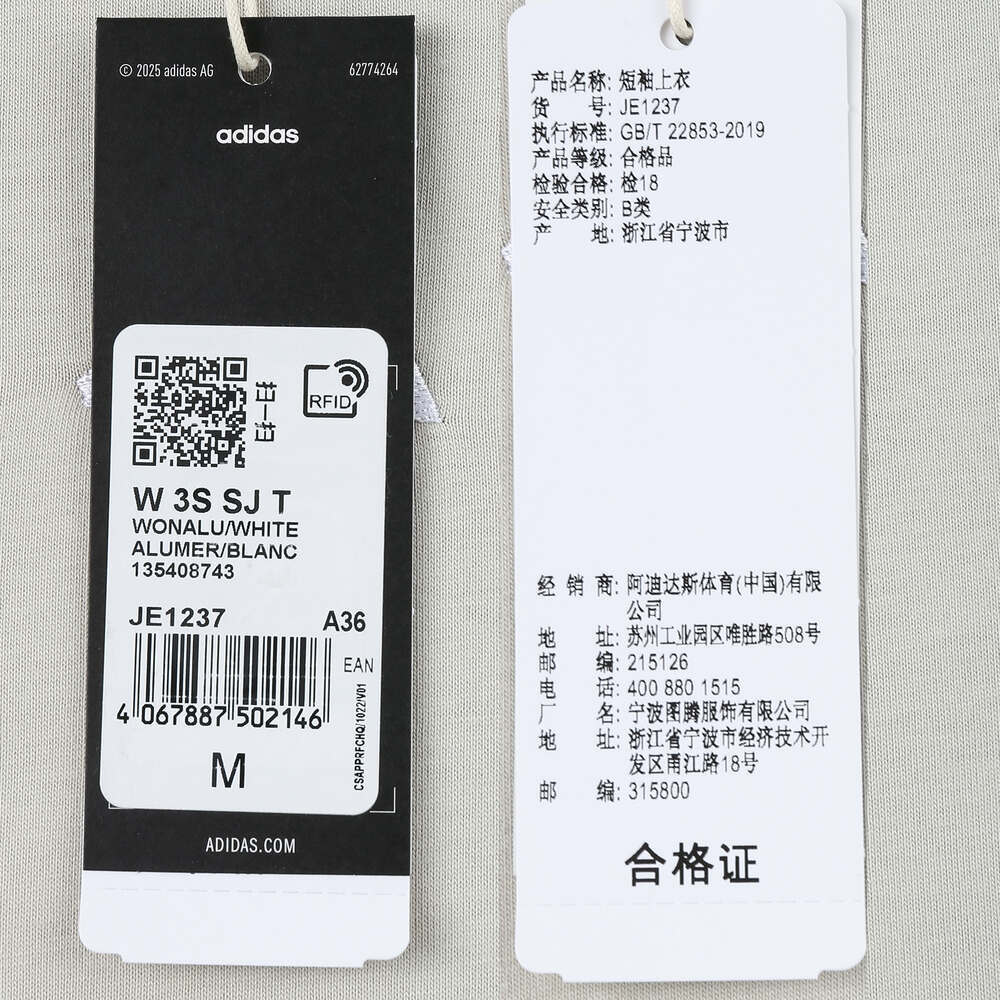 © 2025 adidas AG 62774264
adidas
扫一扫
RFID
W 3S SJ T
WONALU/WHITE
ALUMER/BLANC
135408743
JE1237 A36
EAN
4 067887 502146
CSAPPRFCHQ/1022/V01
M
ADIDAS.COM
产品名称: 短袖上衣
货 号: JE1237
执行标准: GB/T 22853-2019
产品等级: 合格品
检验合格: 检18
安全类别: B类
产 地: 浙江省宁波市
经 销 商: 阿迪达斯体育(中国)有限
公司
地 址: 苏州工业园区唯胜路508号
邮 编: 215126
电 话: 400 880 1515
厂 名: 宁波图腾服饰有限公司
地 址: 浙江省宁波市经济技术开
发区甬江路18号
邮 编: 315800
合格证